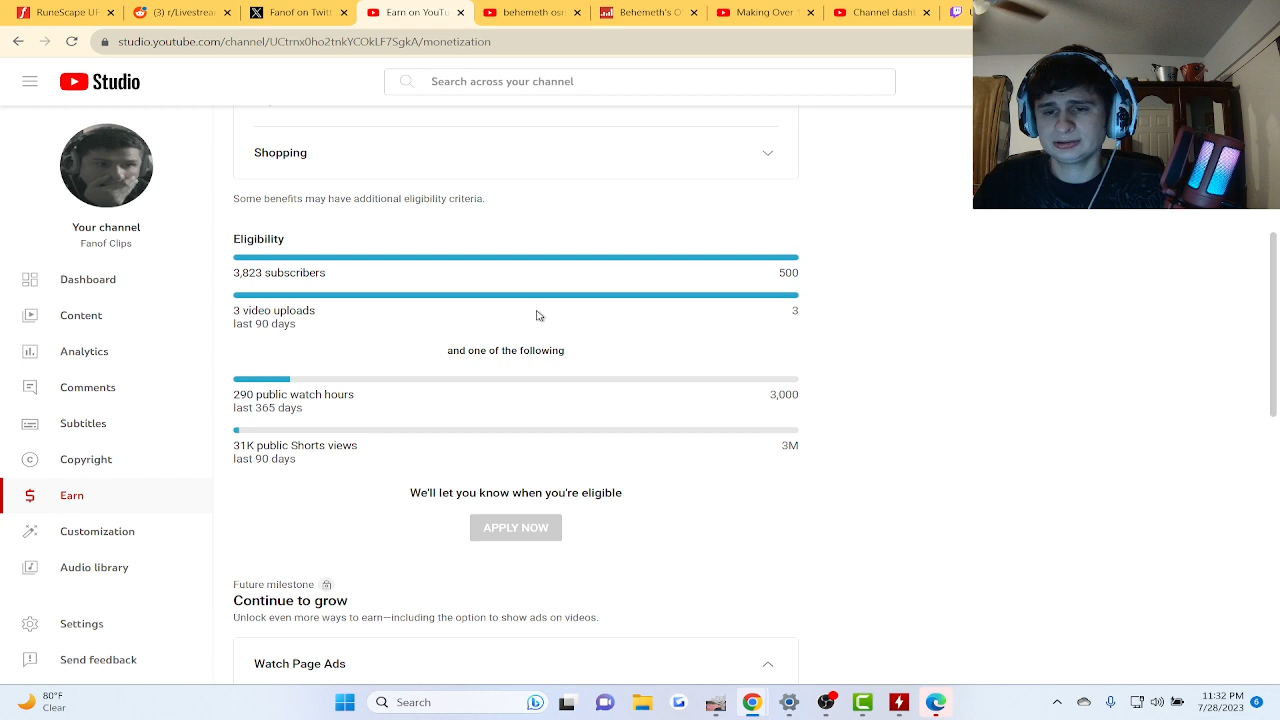 Runed
(3) Livestrea
Twitter
Earn - YouTu
behemeth -
Behemeth's O
Making Over
Channel dash
studio.youtube.com/channel/UCtrnx0ho2tnkYCOkLF7SgkA/monetization
Studio
Search across your channel
Shopping
Some benefits may have additional eligibility criteria.
Your channel
Fanof Clips
Eligibility
3,823 subscribers 500
3 video uploads 3
last 90 days
and one of the following
290 public watch hours 3,000
last 365 days
31K public Shorts views 3M
last 90 days
We'll let you know when you're eligible
APPLY NOW
Future milestone
Continue to grow
Unlock even more ways to earn—including the option to show ads on videos.
Watch Page Ads
Dashboard
Content
Analytics
Comments
Subtitles
Copyright
Earn
Customization
Audio library
Settings
Send feedback
80°F
Clear
Search
11:32 PM
7/28/2023
6